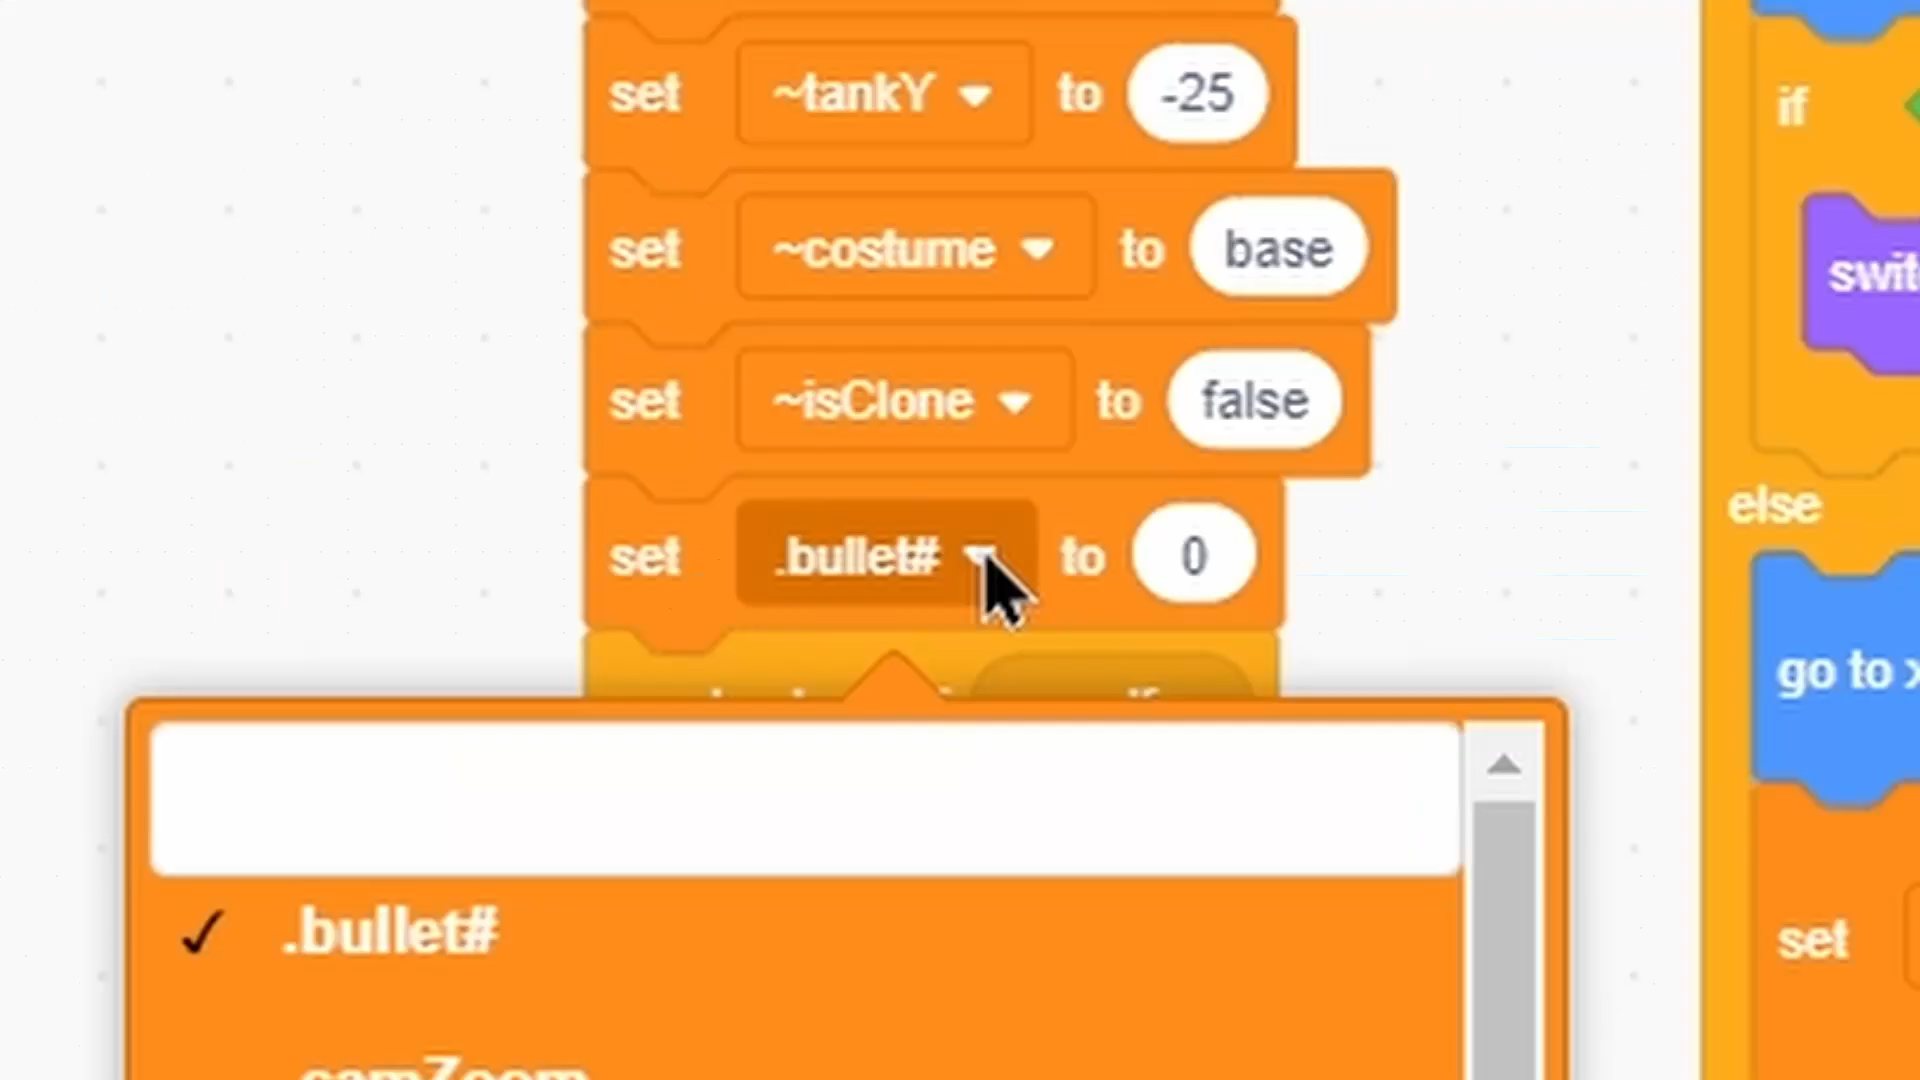 set ~tankY to -25
if
set ~costume to base
set ~isClone to false
else
set .bullet# to 0
go to
✓ .bullet#
set
camZoom